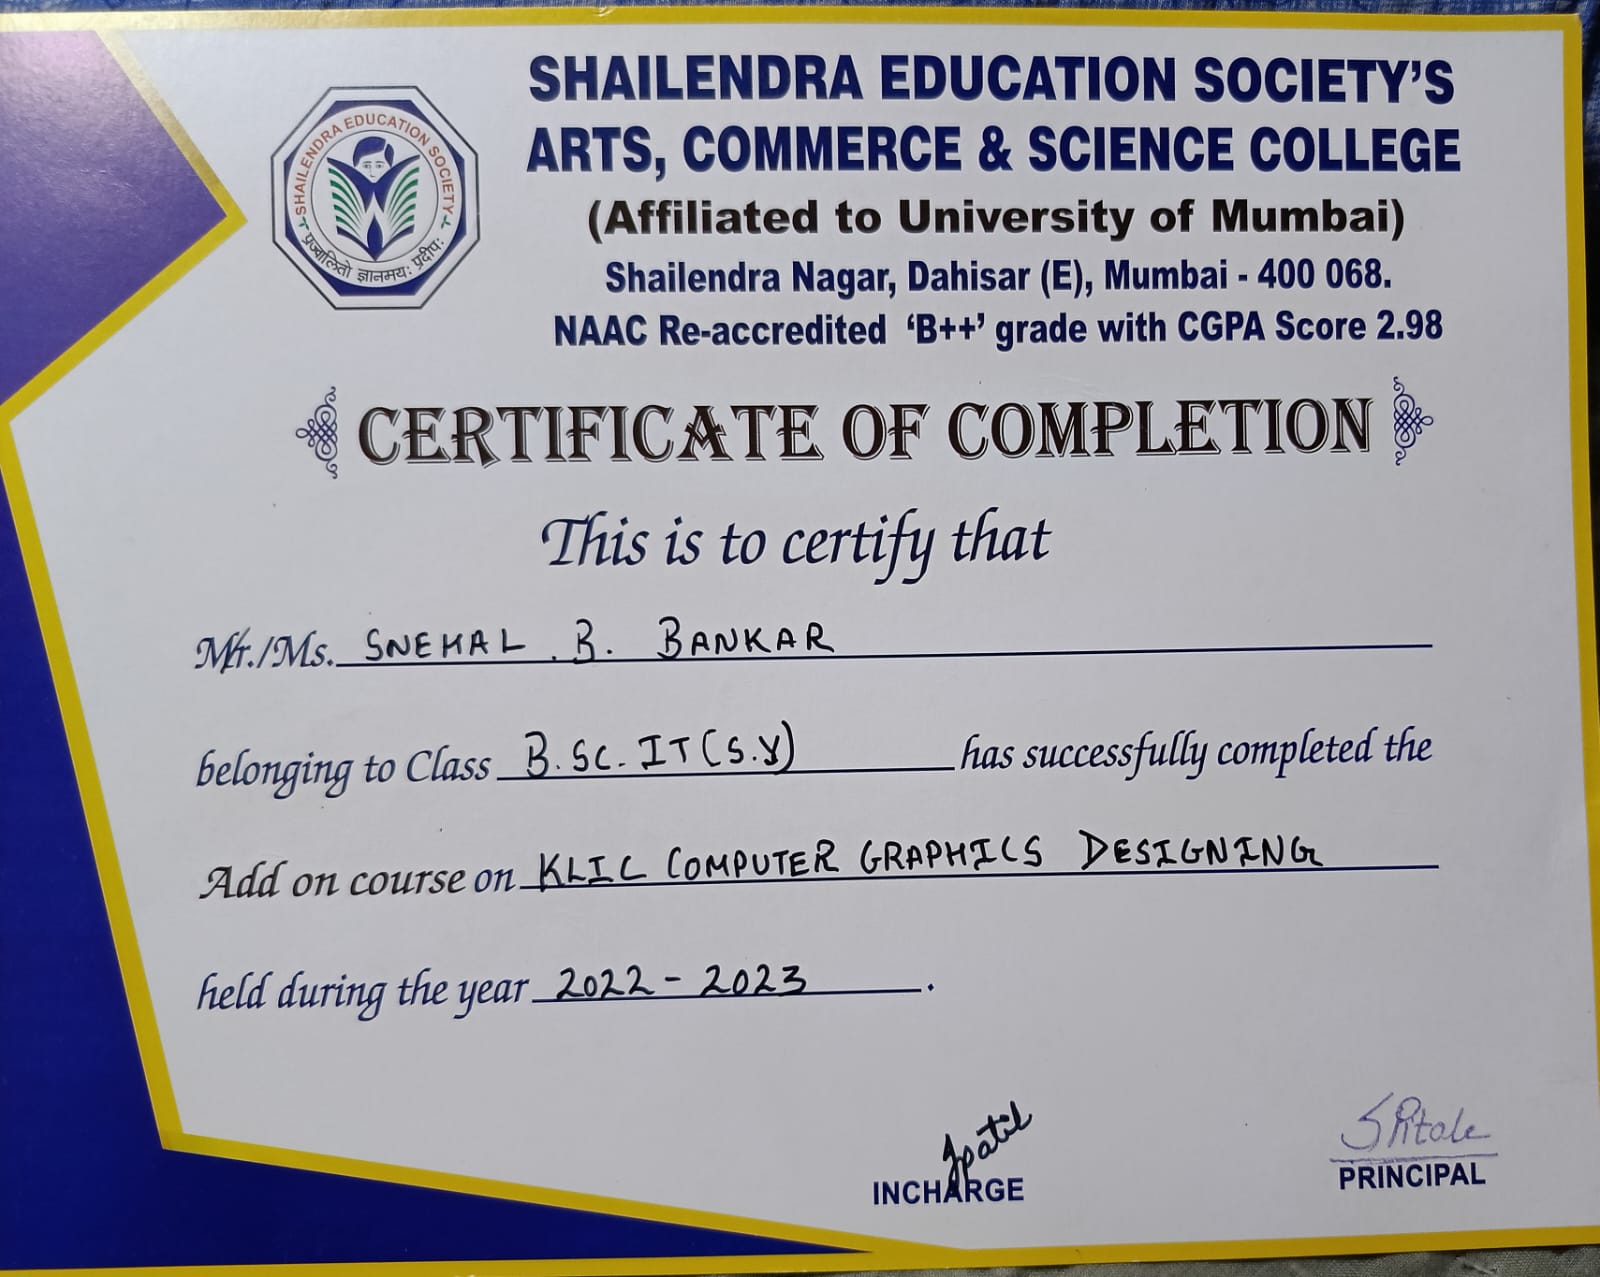 SHAILENDRA EDUCATION SOCIETY'S
ARTS, COMMERCE & SCIENCE COLLEGE
(Affiliated to University of Mumbai)
Shailendra Nagar, Dahisar (E), Mumbai - 400 068.
NAAC Re-accredited 'B++' grade with CGPA Score 2.98
SHAILENDRA EDUCATION SOCIETY
प्रज्वालितो ज्ञानमयः प्रदीपः
CERTIFICATE OF COMPLETION
This is to certify that
Mr./Ms. SNEHAL . B. BANKAR
belonging to Class B.SC.IT(S.Y) has successfully completed the
Add on course on KLIC COMPUTER GRAPHICS DESIGNING
held during the year 2022 - 2023 .
Jpatil
INCHARGE
SPitale
PRINCIPAL